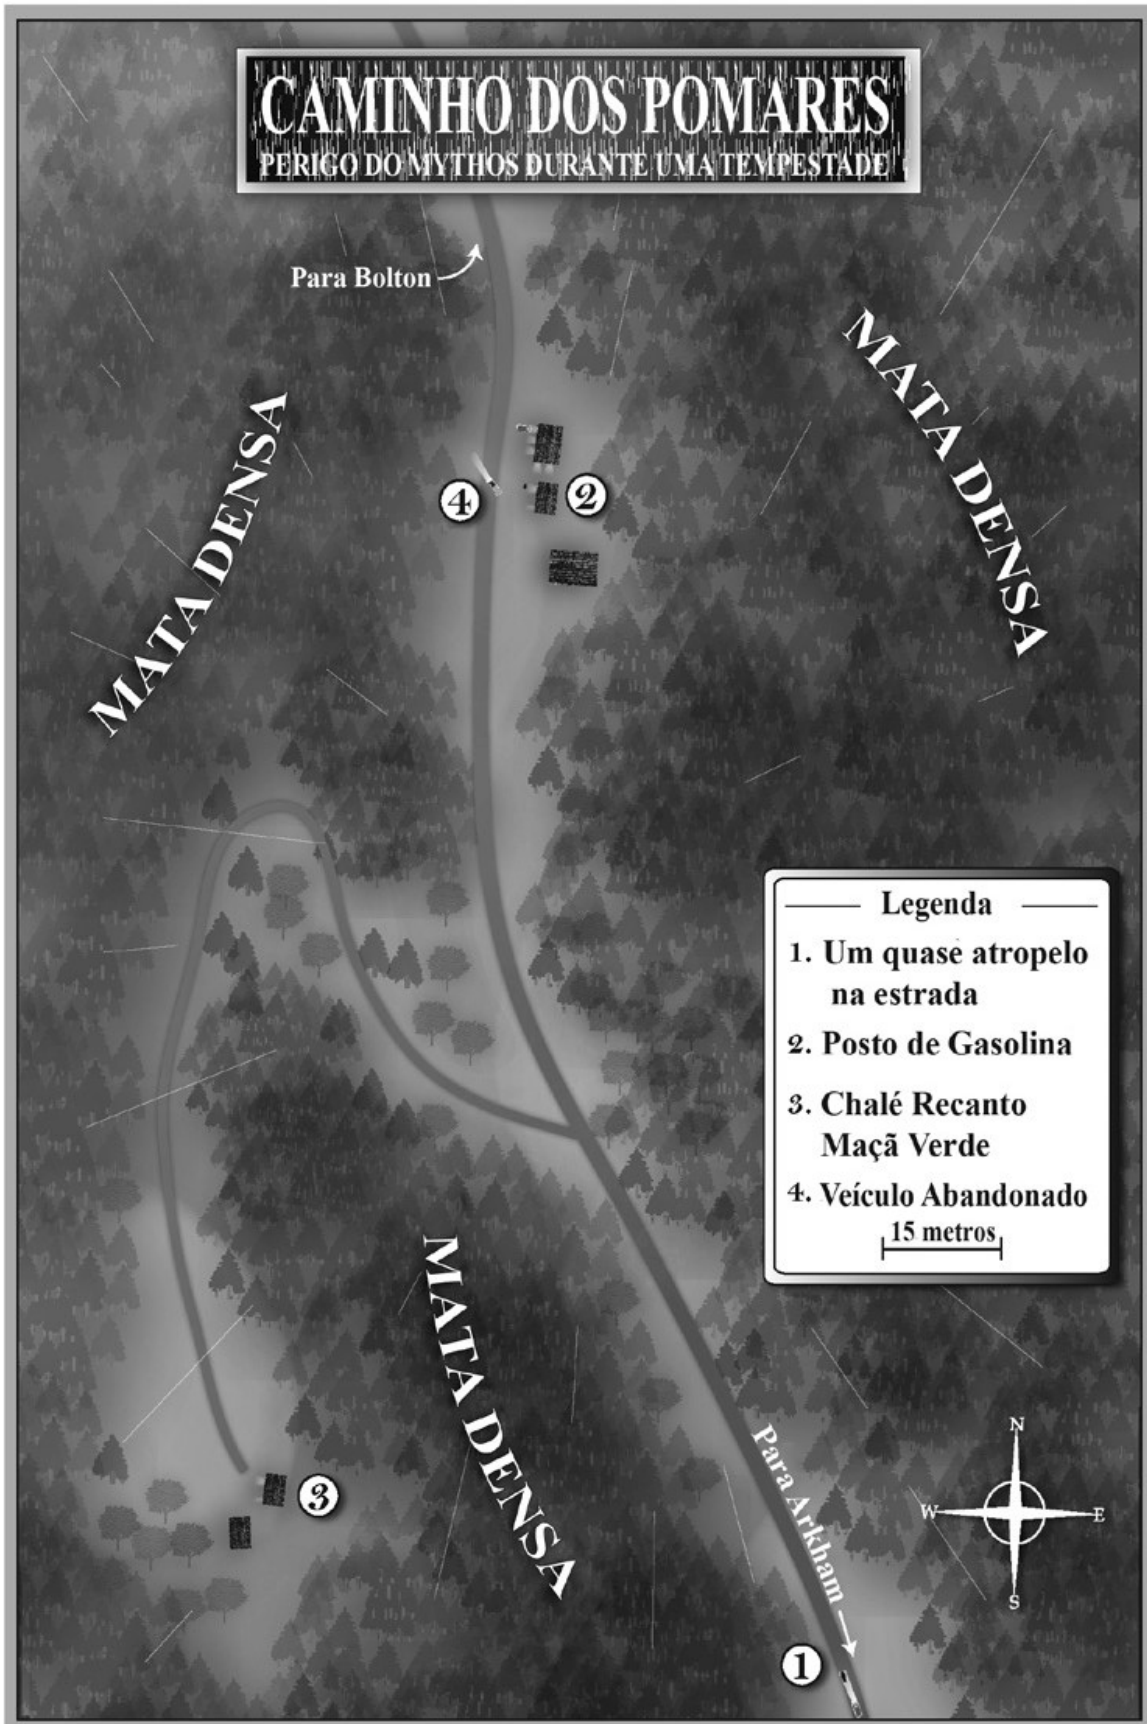 CAMINHO DOS POMARES
PERIGO DO MYTHOS DURANTE UMA TEMPESTADE
Para Bolton
MATA DENSA
MATA DENSA
4
2
Legenda
1. Um quase atropelo
na estrada
2. Posto de Gasolina
3. Chalé Recanto
Maçã Verde
4. Veículo Abandonado
15 metros
MATA DENSA
Para Arkham
N
W
E
S
3
1